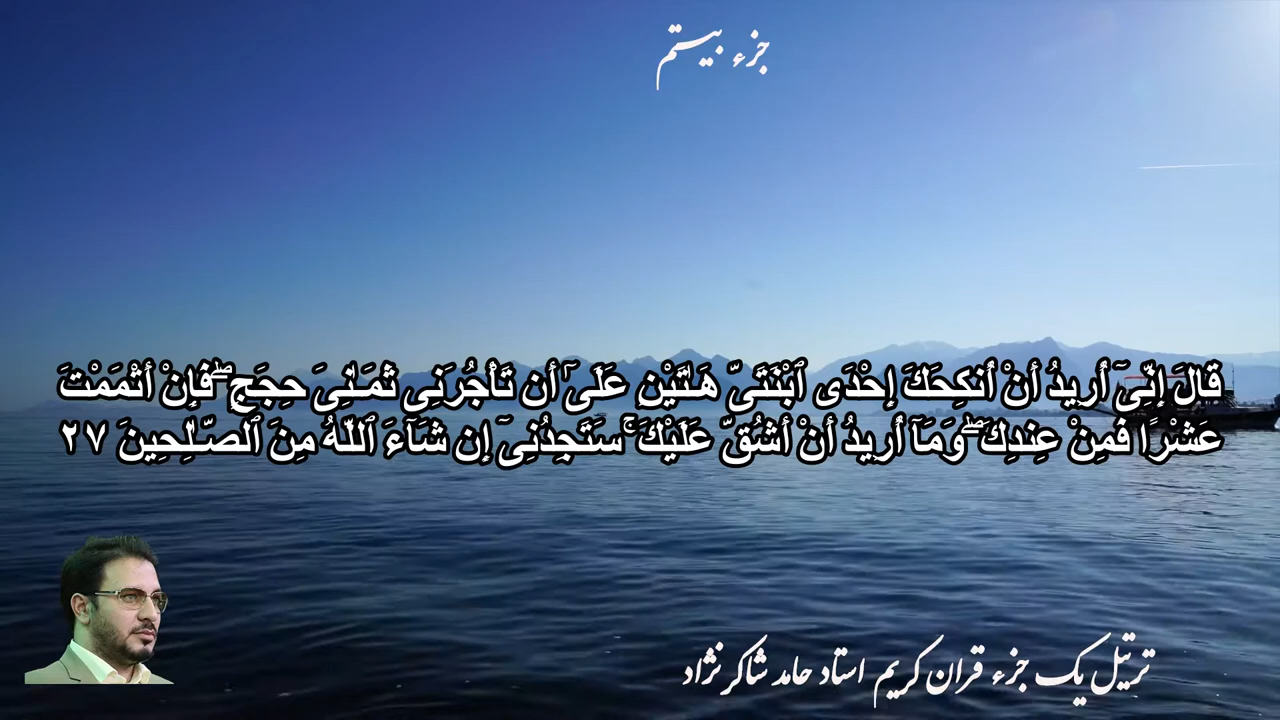 جزء بیستم
قَالَ إِنِّىٓ أُرِيدُ أَنْ أُنكِحَكَ إِحْدَى ٱبْنَتَىَّ هَـٰتَيْنِ عَلَىٰٓ أَن تَأْجُرَنِى ثَمَـٰنِىَ حِجَجٍ ۖ فَإِنْ أَتْمَمْتَ
عَشْرًا فَمِنْ عِندِكَ ۖ وَمَآ أُرِيدُ أَنْ أَشُقَّ عَلَيْكَ ۚ سَتَجِدُنِىٓ إِن شَآءَ ٱللَّهُ مِنَ ٱلصَّـٰلِحِينَ ٢٧
ترتیل یک جزء قران کریم استاد حامد شاکرنژاد